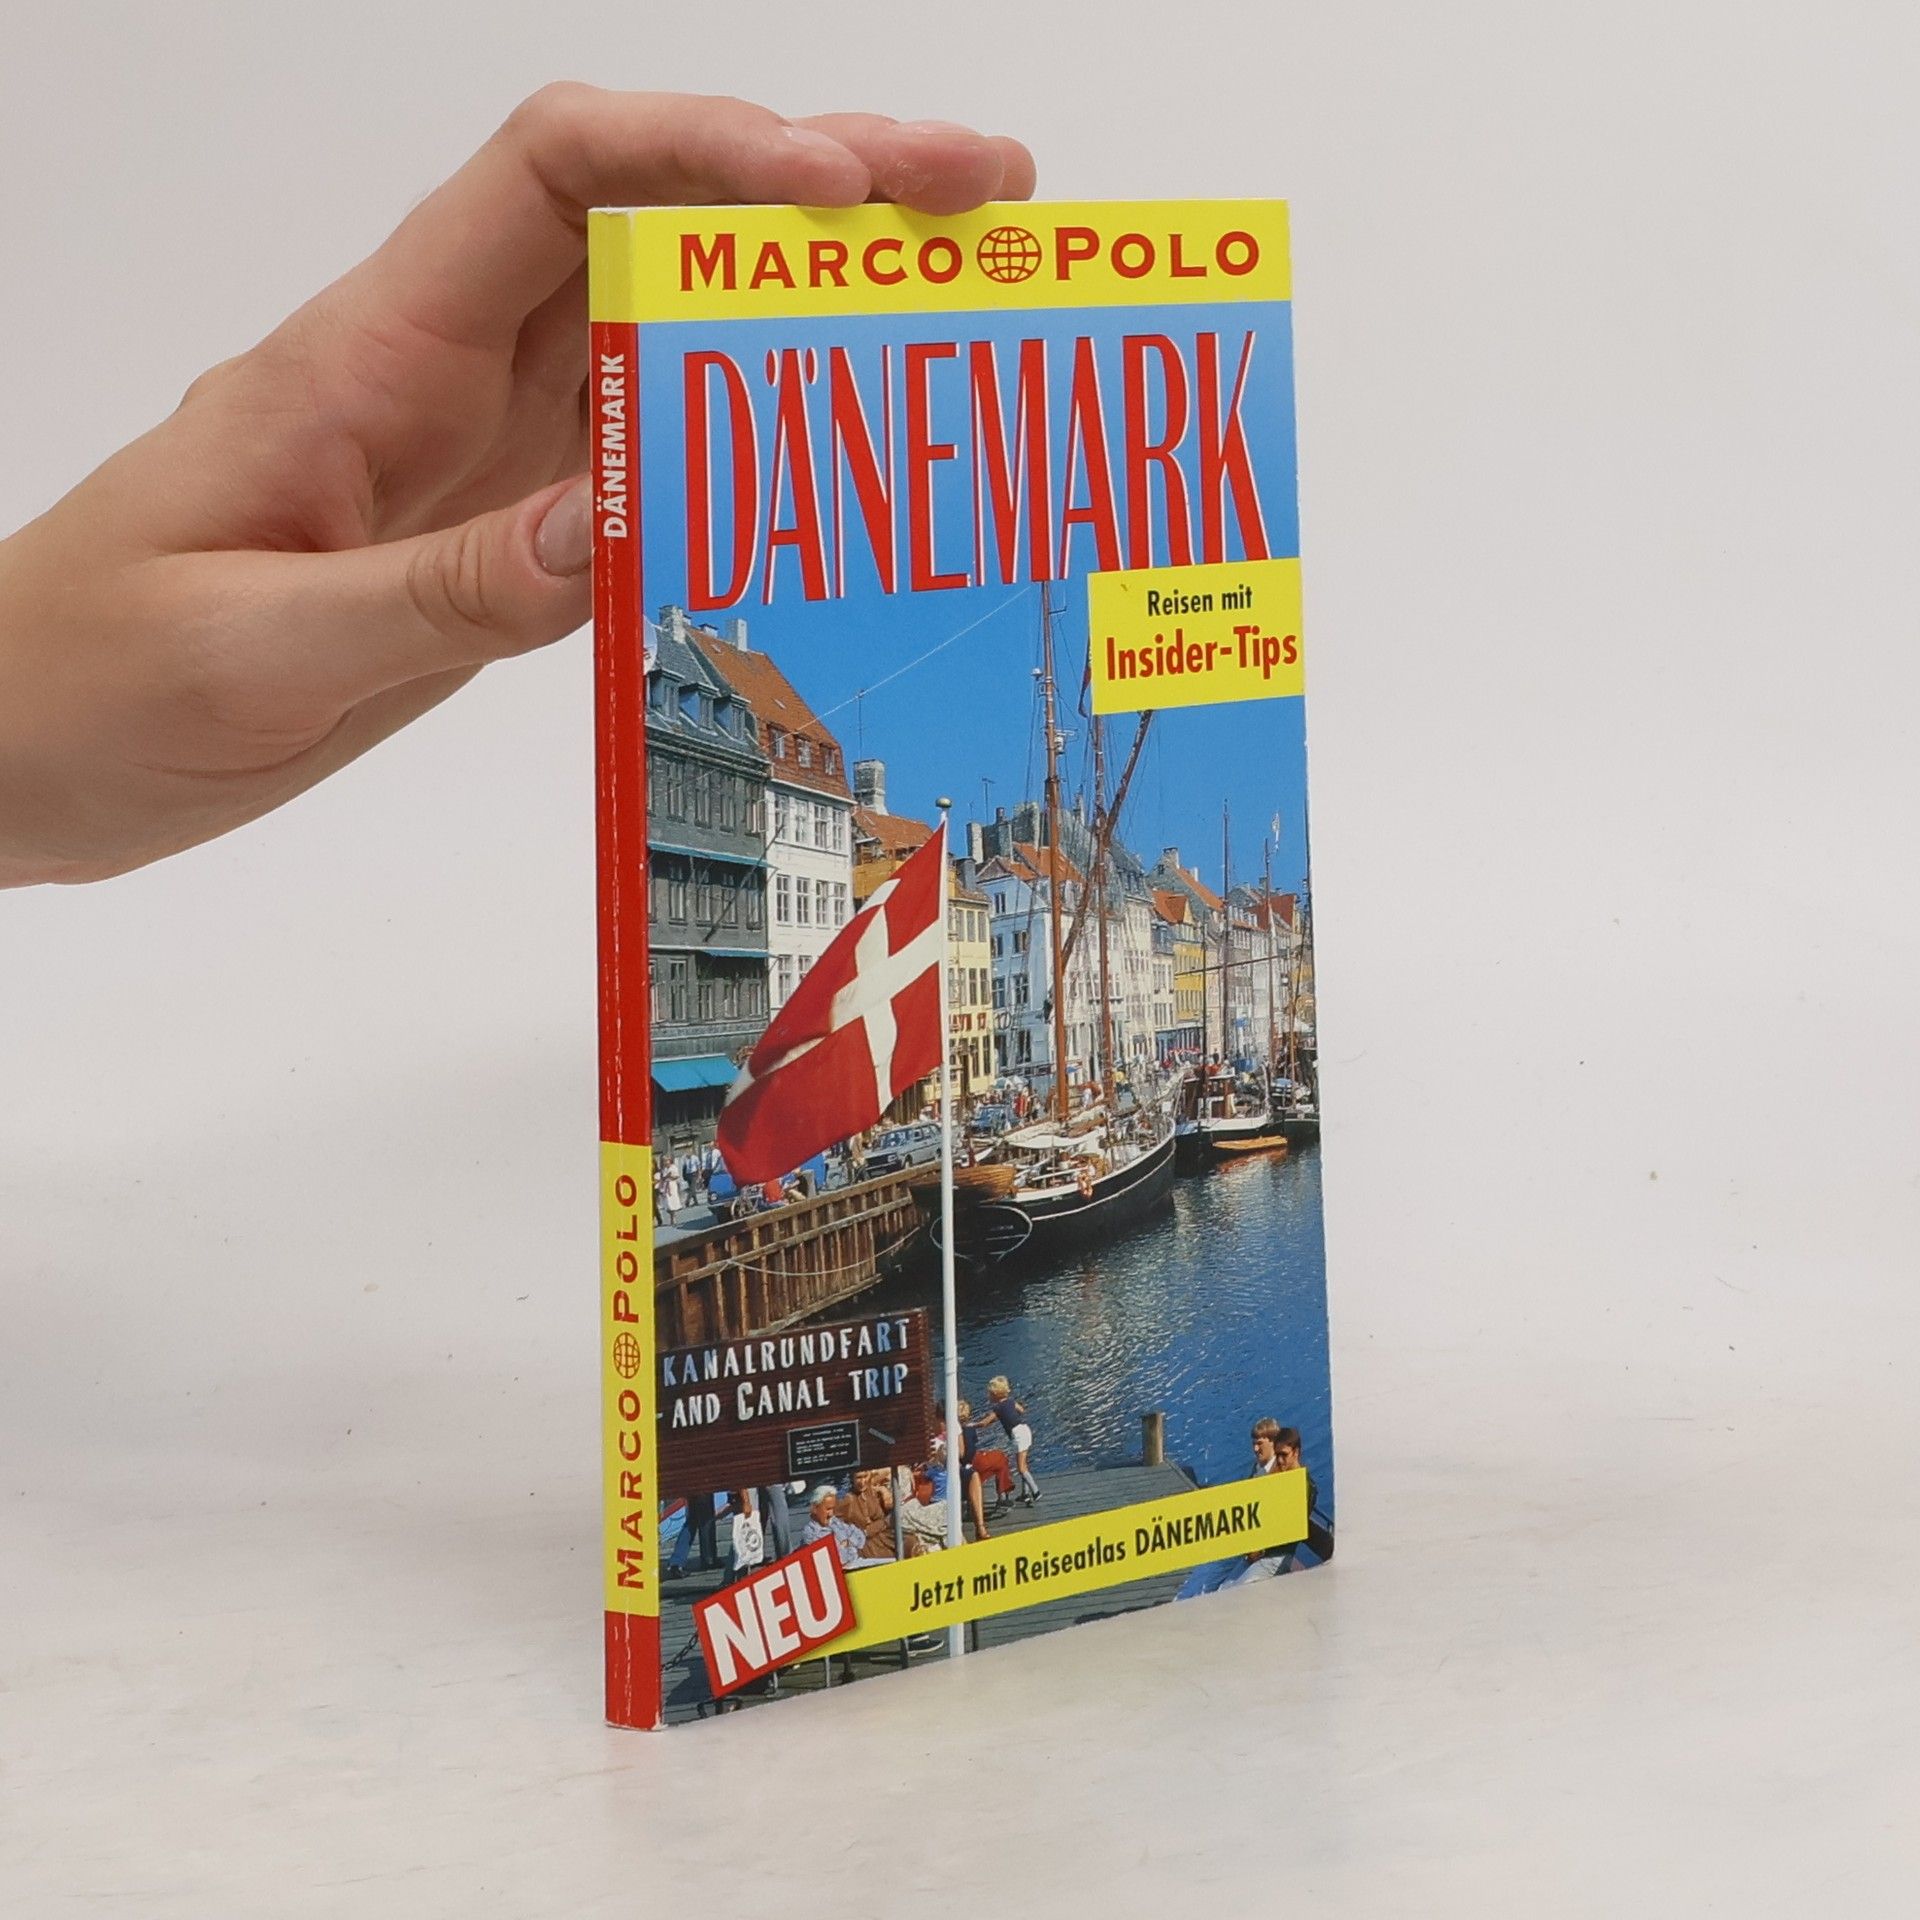 MARCO POLO
DÄNEMARK
Reisen mit
Insider-Tips
KANALRUNDFART
AND CANAL TRIP
NEU
Jetzt mit Reiseatlas DÄNEMARK
DÄNEMARK
MARCO POLO